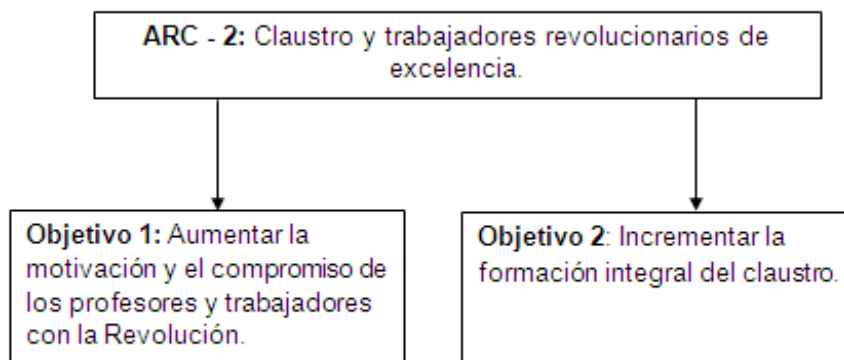 ARC - 2: Claustro y trabajadores revolucionarios de
excelencia.
Objetivo 1: Aumentar la
motivación y el compromiso de
los profesores y trabajadores
con la Revolución.
Objetivo 2: Incrementar la
formación integral del claustro.